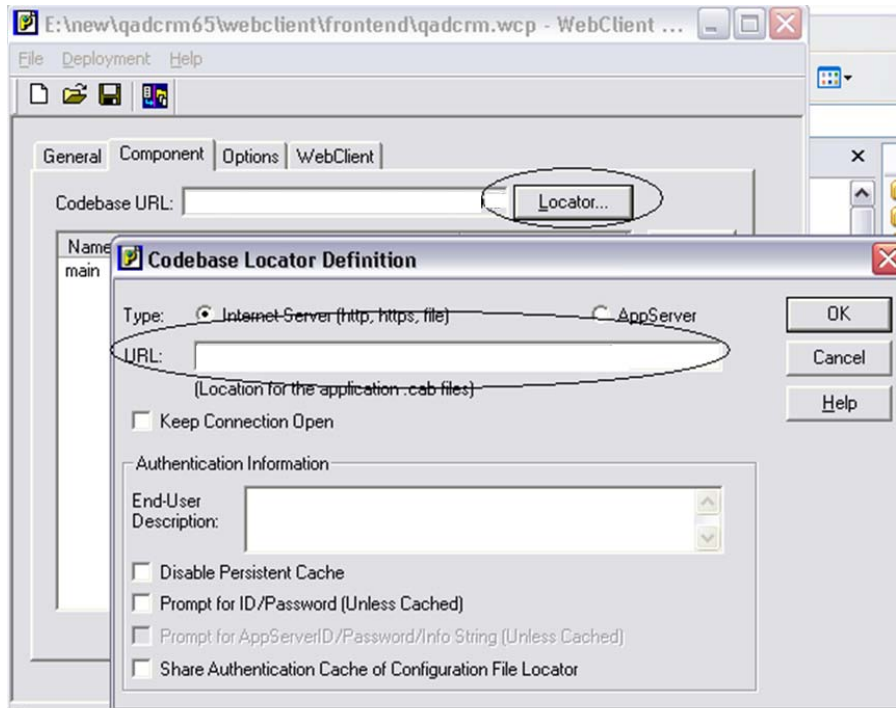 E:\new\qadcrm65\webclient\frontend\qadcrm.wcp - WebClient ...
File Deployment Help
General Component Options WebClient
Codebase URL: Locator...
Name
main
Codebase Locator Definition
Type: Internet Server (http, https, file) AppServer OK
URL: Cancel
(Location for the application .cab files) Help
Keep Connection Open
Authentication Information
End-User
Description:
Disable Persistent Cache
Prompt for ID/Password (Unless Cached)
Prompt for AppServerID/Password/Info String (Unless Cached)
Share Authentication Cache of Configuration File Locator